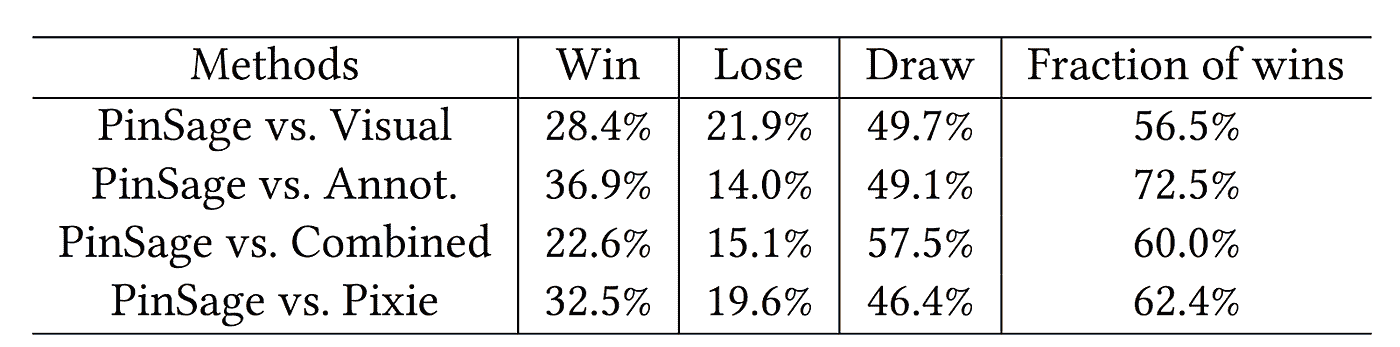 Methods Win Lose Draw Fraction of wins
PinSage vs. Visual 28.4% 21.9% 49.7% 56.5%
PinSage vs. Annot. 36.9% 14.0% 49.1% 72.5%
PinSage vs. Combined 22.6% 15.1% 57.5% 60.0%
PinSage vs. Pixie 32.5% 19.6% 46.4% 62.4%